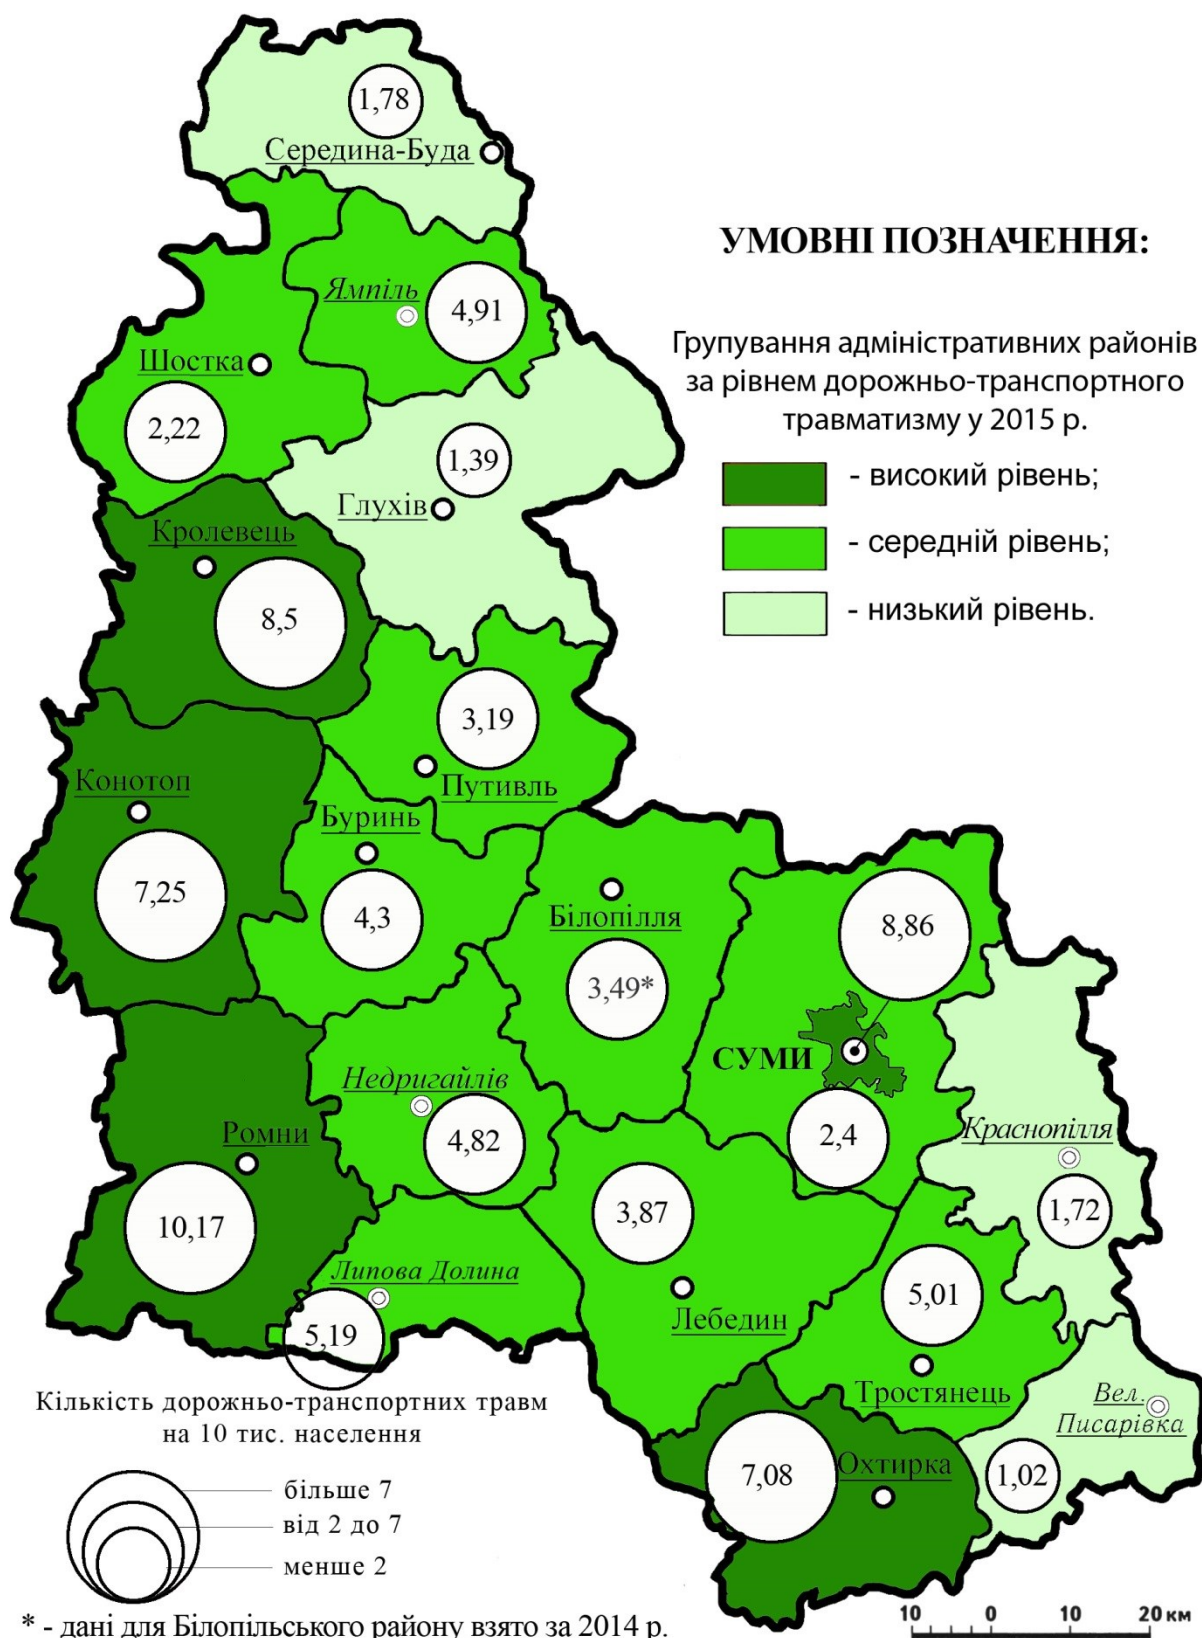 1,78
Середина-Буда
УМОВНІ ПОЗНАЧЕННЯ:
Ямпіль
4,91
Групування адміністративних районів
за рівнем дорожньо-транспортного
травматизму у 2015 р.
- високий рівень;
- середній рівень;
- низький рівень.
Шостка
2,22
1,39
Глухів
Кролевець
8,5
3,19
Путивль
Конотоп
7,25
Буринь
4,3
Білопілля
3,49*
8,86
СУМИ
2,4
Недригайлів
4,82
Краснопілля
1,72
Ромни
10,17
3,87
Лебедин
Липова Долина
5,19
5,01
Тростянець
Вел.
Писарівка
1,02
7,08
Охтирка
Кількість дорожньо-транспортних травм
на 10 тис. населення
більше 7
від 2 до 7
менше 2
* - дані для Білопільського району взято за 2014 р.
10 0 10 20 км